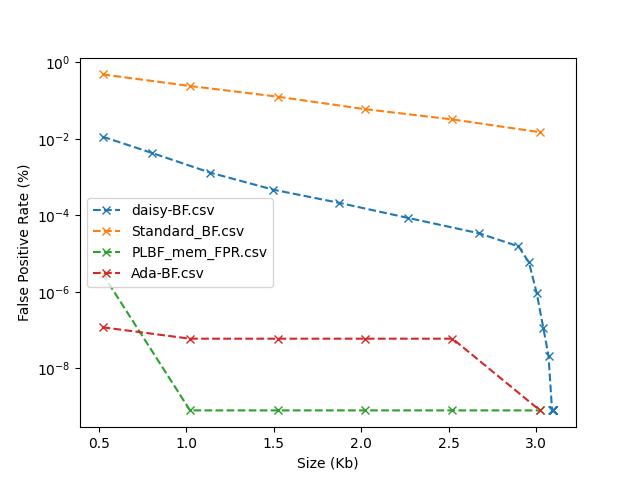 10⁰
10⁻²
10⁻⁴
10⁻⁶
10⁻⁸
False Positive Rate (%)
daisy-BF.csv
Standard_BF.csv
PLBF_mem_FPR.csv
Ada-BF.csv
0.5 1.0 1.5 2.0 2.5 3.0
Size (Kb)